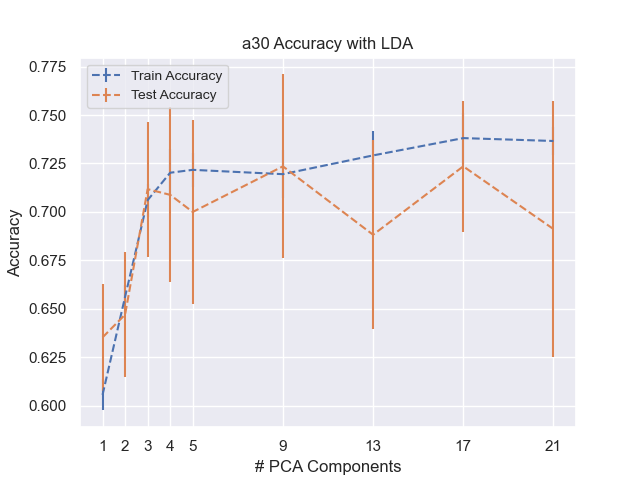 a30 Accuracy with LDA
Train Accuracy
Test Accuracy
0.775
0.750
0.725
0.700
0.675
0.650
0.625
0.600
Accuracy
1 2 3 4 5 9 13 17 21
# PCA Components